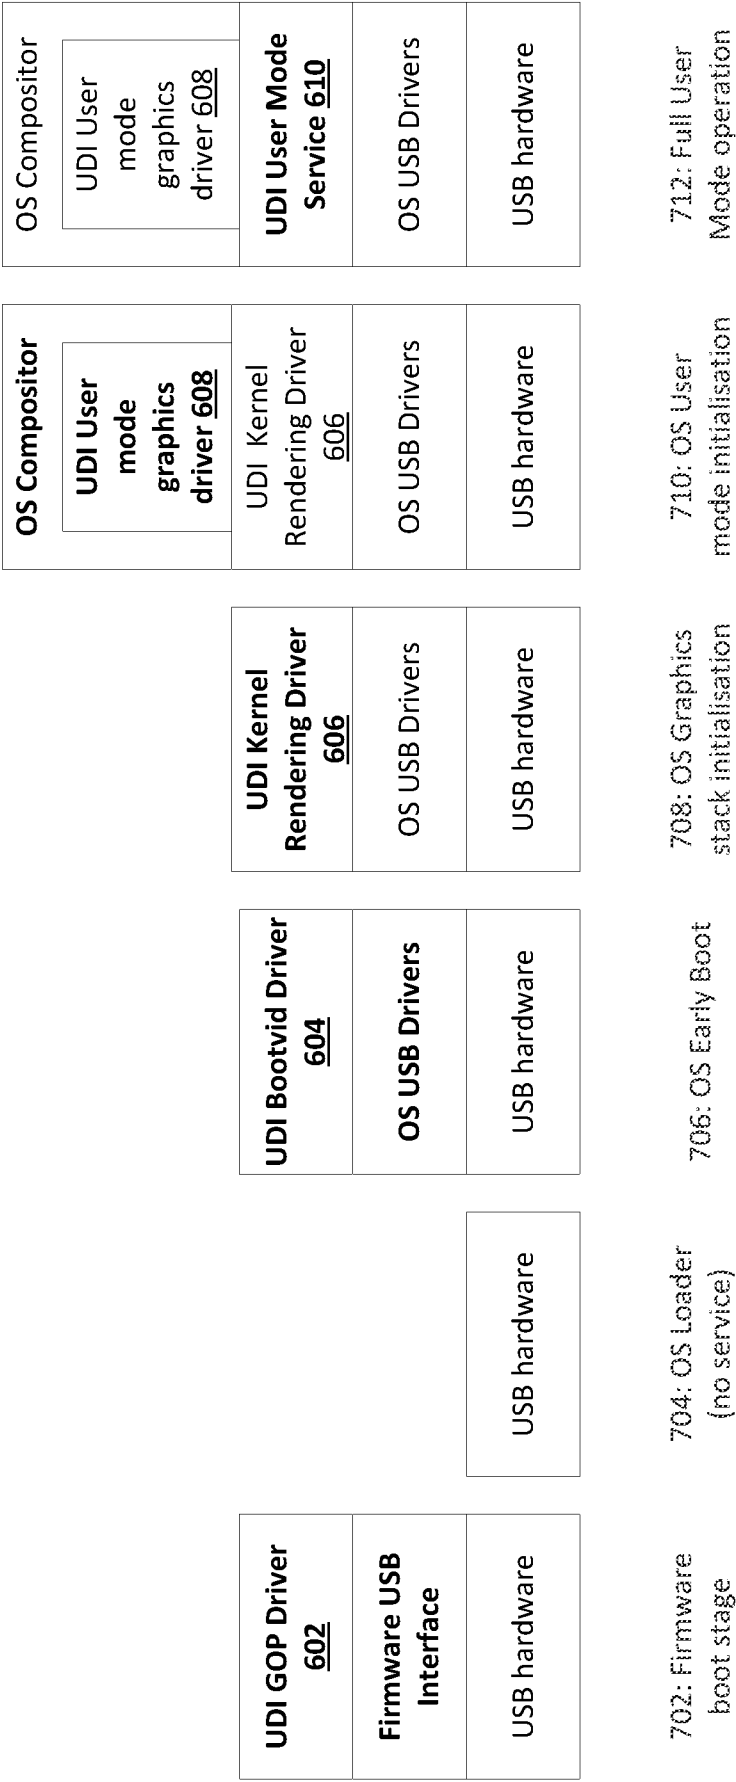 UDI GOP Driver
602
Firmware USB
Interface
USB hardware
702: Firmware
boot stage
USB hardware
704: OS Loader
(no service)
UDI Bootvid Driver
604
OS USB Drivers
USB hardware
706: OS Early Boot
UDI Kernel
Rendering Driver
606
OS USB Drivers
USB hardware
708: OS Graphics
stack initialisation
OS Compositor
UDI User
mode
graphics
driver 608
UDI Kernel
Rendering Driver
606
OS USB Drivers
USB hardware
710: OS User
mode initialisation
OS Compositor
UDI User
mode
graphics
driver 608
UDI User Mode
Service 610
OS USB Drivers
USB hardware
712: Full User
Mode operation